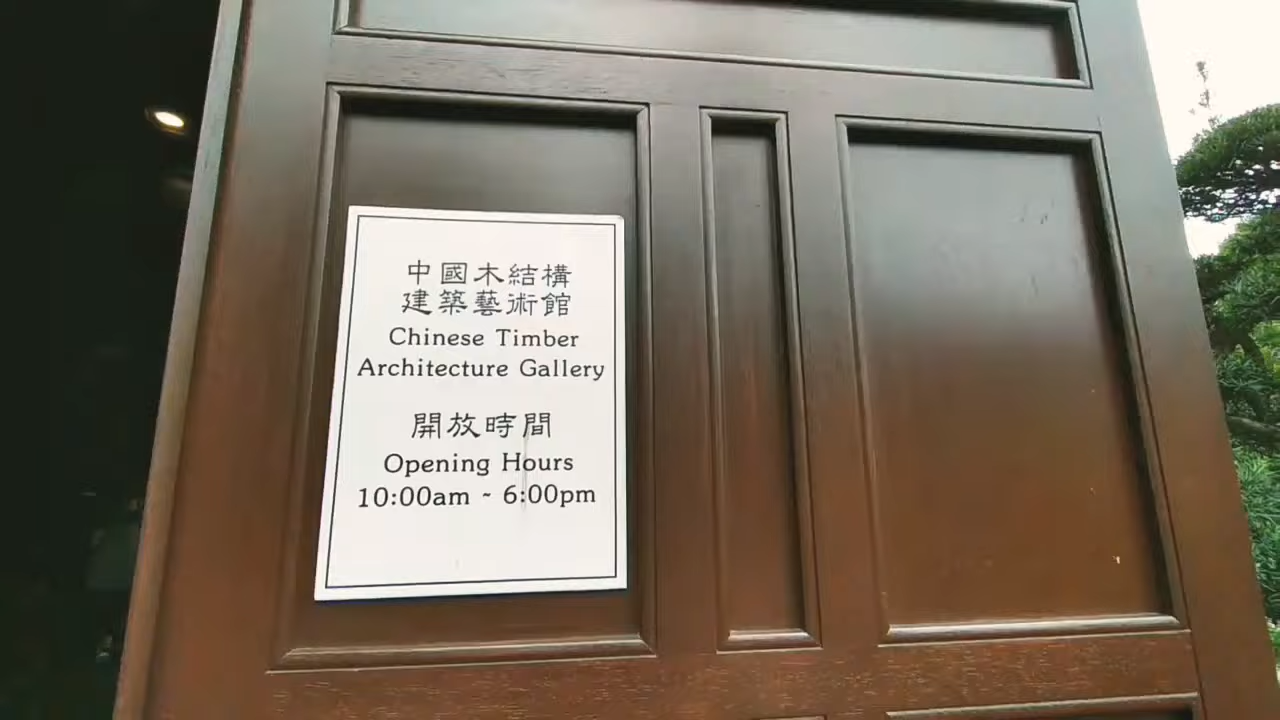 中國木結構
建築藝術館
Chinese Timber
Architecture Gallery
開放時間
Opening Hours
10:00am ~ 6:00pm